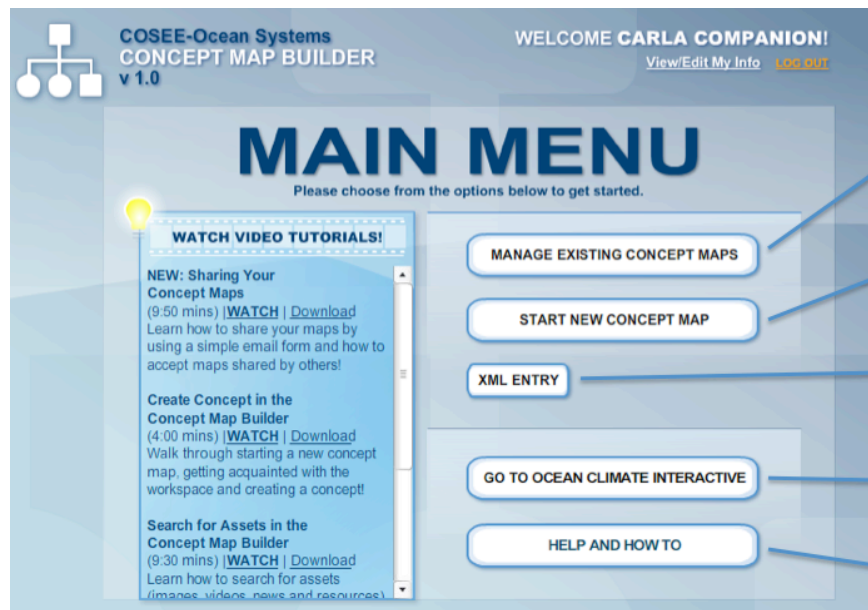 COSEE-Ocean Systems
CONCEPT MAP BUILDER
v 1.0
WELCOME CARLA COMPANION!
View/Edit My Info LOG OUT
MAIN MENU
Please choose from the options below to get started.
WATCH VIDEO TUTORIALS!
NEW: Sharing Your
Concept Maps
(9:50 mins) |WATCH | Download
Learn how to share your maps by
using a simple email form and how to
accept maps shared by others!
Create Concept in the
Concept Map Builder
(4:00 mins) |WATCH | Download
Walk through starting a new concept
map, getting acquainted with the
workspace and creating a concept!
Search for Assets in the
Concept Map Builder
(9:30 mins) |WATCH | Download
Learn how to search for assets
(images, videos, news and resources)
MANAGE EXISTING CONCEPT MAPS
START NEW CONCEPT MAP
XML ENTRY
GO TO OCEAN CLIMATE INTERACTIVE
HELP AND HOW TO